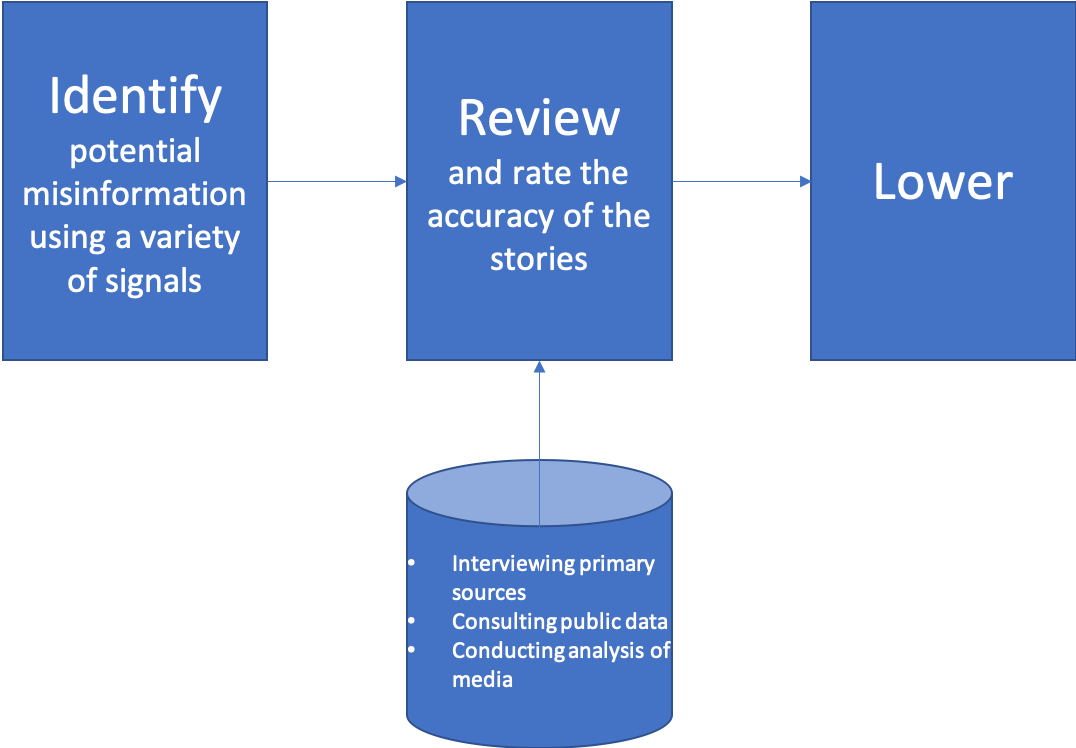 Identify
potential
misinformation
using a variety
of signals
Review
and rate the
accuracy of the
stories
Lower
• Interviewing primary
sources
• Consulting public data
• Conducting analysis of
media